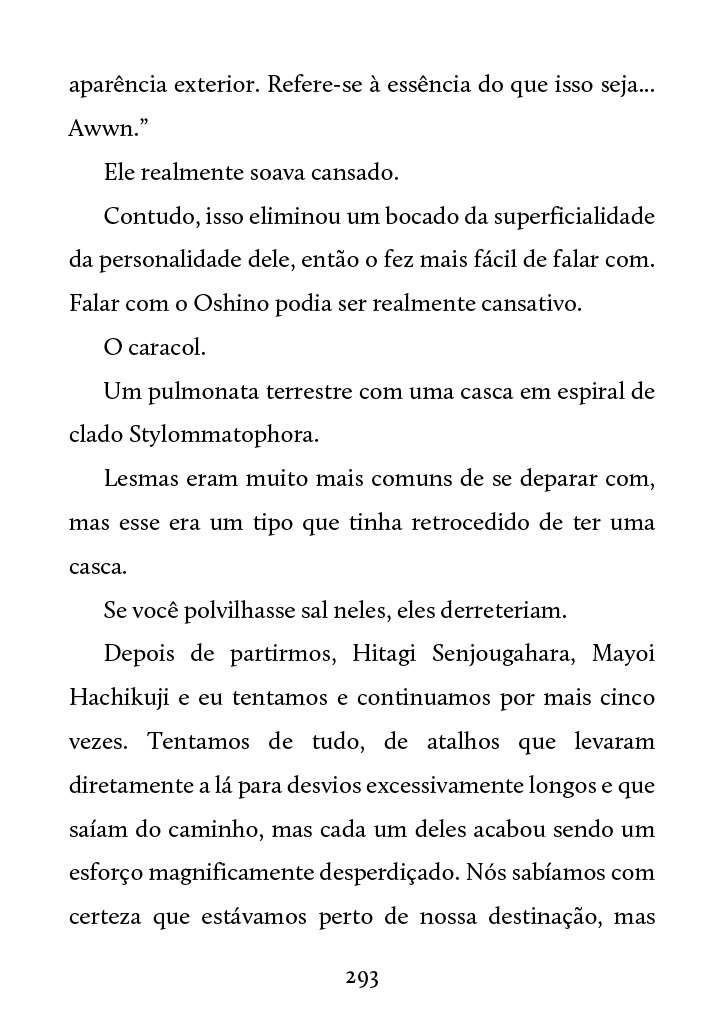 aparência exterior. Refere-se à essência do que isso seja...
Awwn.”
Ele realmente soava cansado.
Contudo, isso eliminou um bocado da superficialidade
da personalidade dele, então o fez mais fácil de falar com.
Falar com o Oshino podia ser realmente cansativo.
O caracol.
Um pulmonata terrestre com uma casca em espiral de
clado Stylommatophora.
Lesmas eram muito mais comuns de se deparar com,
mas esse era um tipo que tinha retrocedido de ter uma
casca.
Se você polvilhasse sal neles, eles derreteriam.
Depois de partirmos, Hitagi Senjougahara, Mayoi
Hachikuji e eu tentamos e continuamos por mais cinco
vezes. Tentamos de tudo, de atalhos que levaram
diretamente a lá para desvios excessivamente longos e que
saíam do caminho, mas cada um deles acabou sendo um
esforço magnificamente desperdiçado. Nós sabíamos com
certeza que estávamos perto de nossa destinação, mas
293